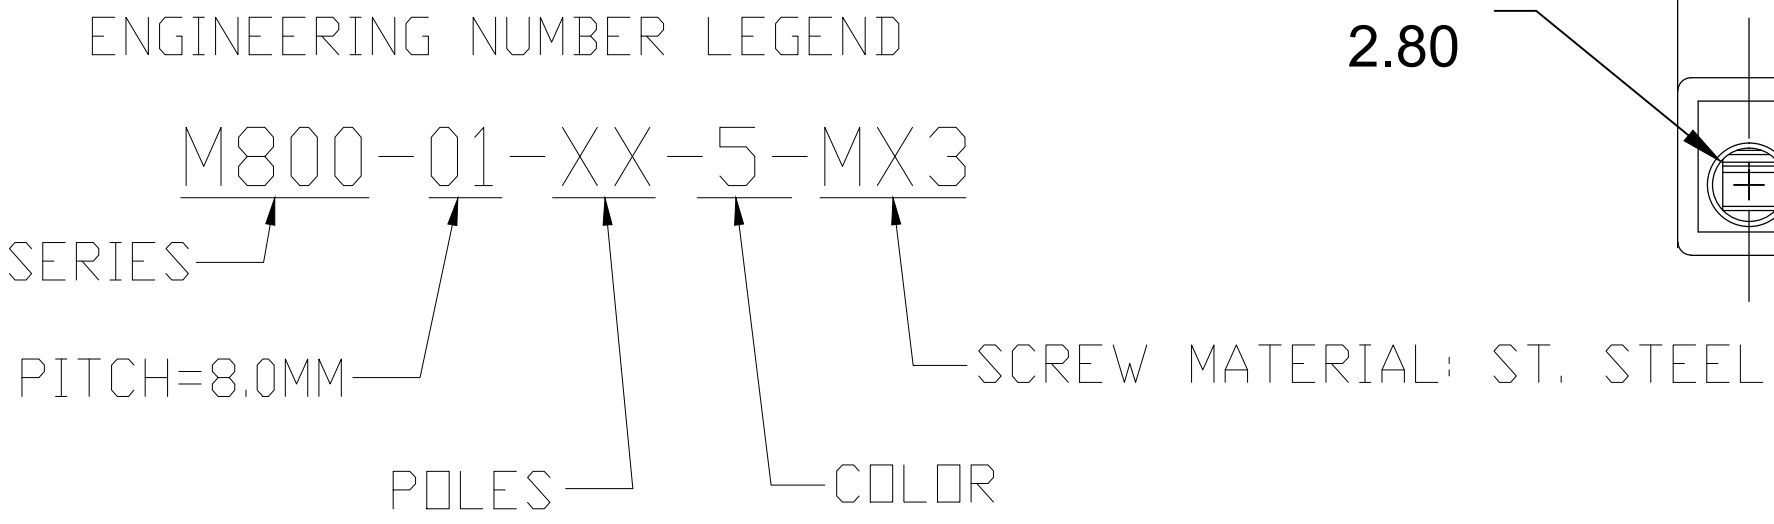 ENGINEERING NUMBER LEGEND
2.80
M800-01-XX-5-MX3
SERIES
PITCH=8.0MM
SCREW MATERIAL: ST. STEEL
POLES
COLOR